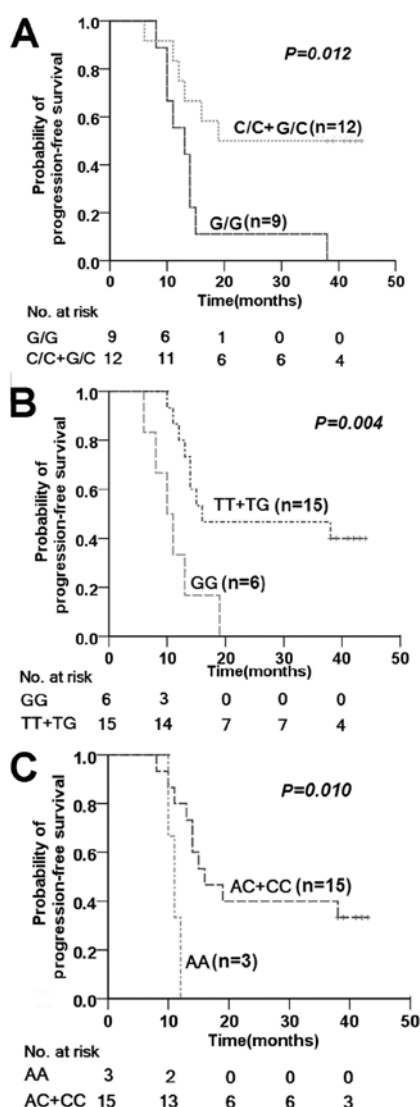 A
Probability of
progression-free survival
1.0
0.8
0.6
0.4
0.2
0.0
P=0.012
C/C+G/C(n=12)
G/G(n=9)
0 10 20 30 40 50
Time(months)
No. at risk
G/G 9 6 1 0 0
C/C+G/C 12 11 6 6 4
B
Probability of
progression-free survival
1.0
0.8
0.6
0.4
0.2
0.0
P=0.004
TT+TG (n=15)
GG (n=6)
0 10 20 30 40 50
Time(months)
No. at risk
GG 6 3 0 0 0
TT+TG 15 14 7 7 4
C
Probability of
progression-free survival
1.0
0.8
0.6
0.4
0.2
0.0
P=0.010
AC+CC (n=15)
AA(n=3)
0 10 20 30 40 50
Time(months)
No. at risk
AA 3 2 0 0 0
AC+CC 15 13 6 6 3